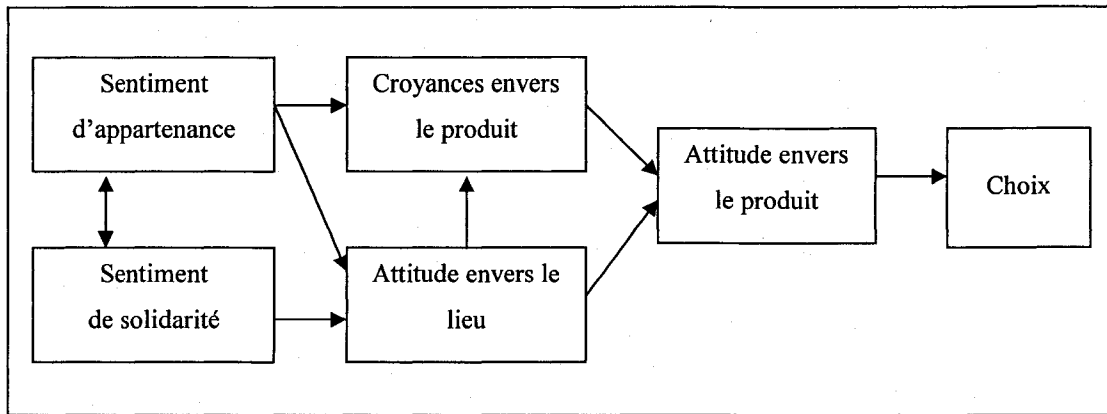 Sentiment
d'appartenance
Croyances envers
le produit
Attitude envers
le produit
Choix
Sentiment
de solidarité
Attitude envers le
lieu